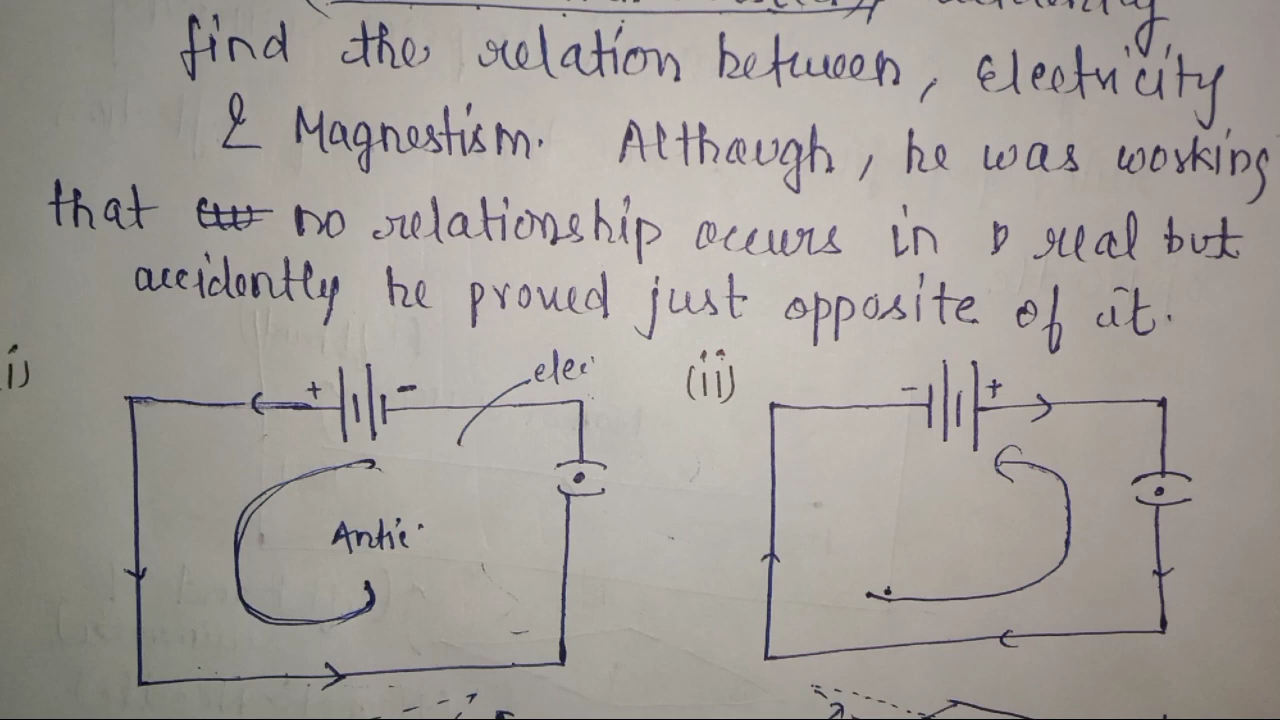 find the relation between, Electricity
& Magnestism. Although, he was working
that no relationship occurs in real but
accidently he proved just opposite of it.
i)
+ -
elec
(ii)
- +
Antic